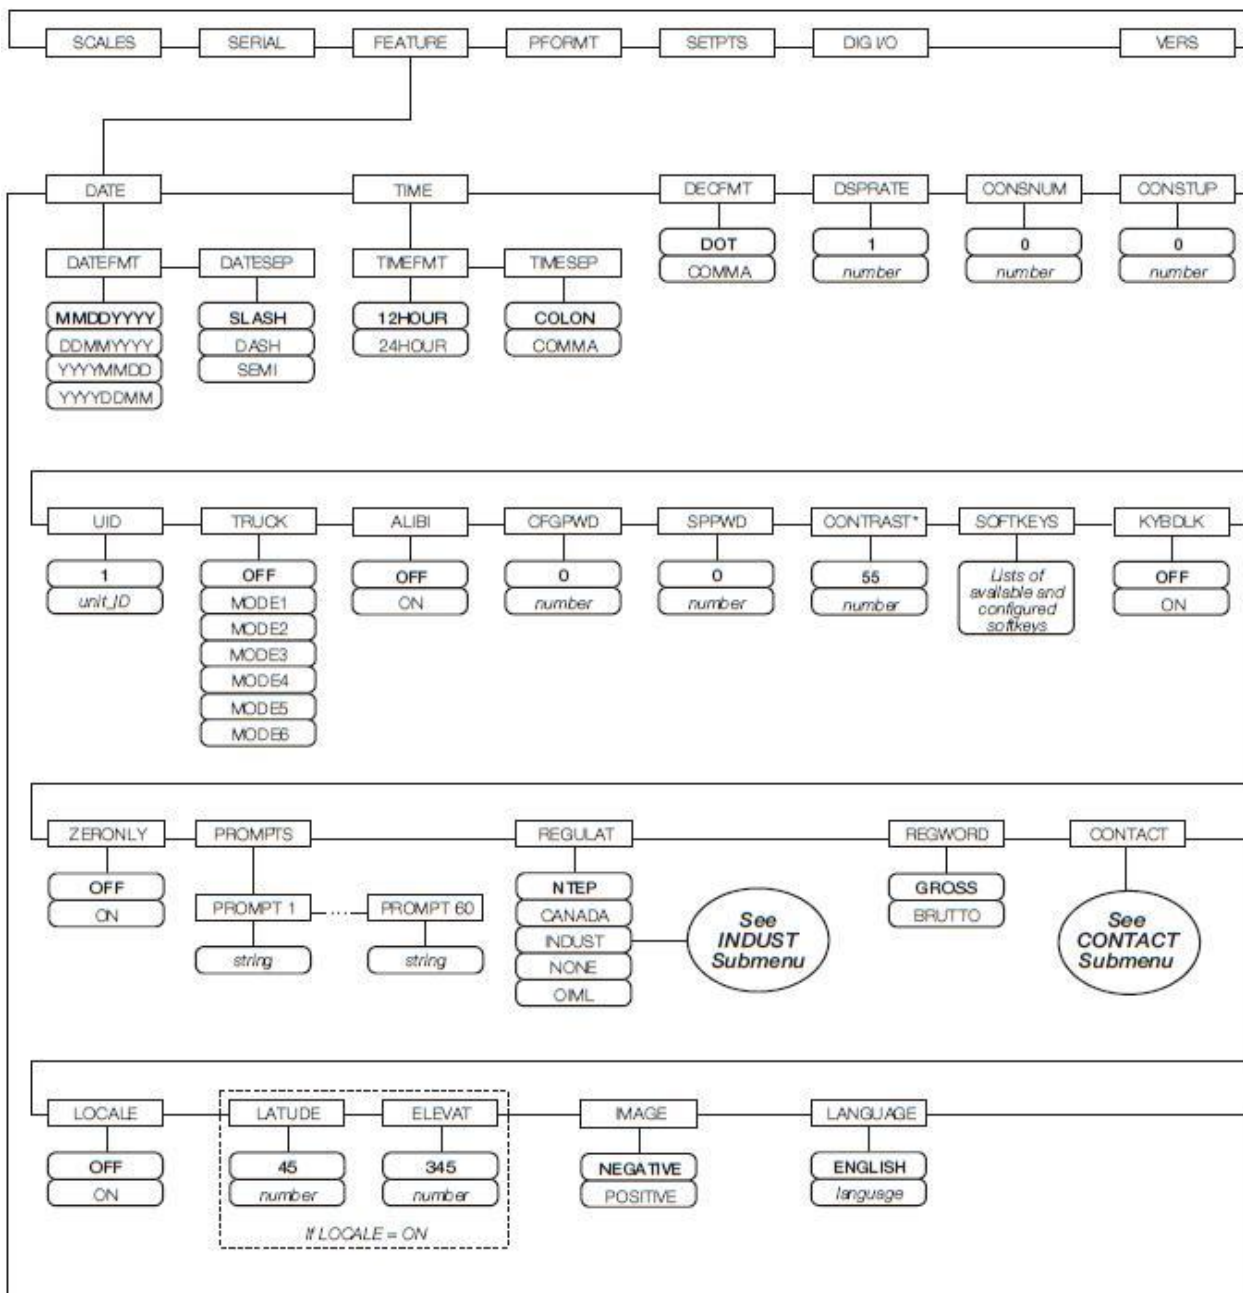 SCALES SERIAL FEATURE PFORMT SETPTS DIG I/O VERS
DATE TIME DECFMT DSPRATE CONSNUM CONSTUP
DOT 1 0 0
COMMA number number number
DATEFMT DATESEP TIMEFMT TIMESEP
MMDDYYYY SLASH 12HOUR COLON
DDMMYYYY DASH 24HOUR COMMA
YYYYMMDD SEMI
YYYYDDMM
UID TRUCK ALIBI CFGPWD SPPWD CONTRAST* SOFTKEYS KYBDLK
1 OFF OFF 0 0 55 Lists of OFF
unit_ID MODE1 ON number number number available and ON
MODE2 configured
MODE3 softkeys
MODE4
MODE5
MODE6
ZERONLY PROMPTS REGULAT REGWORD CONTACT
OFF NTEP GROSS
ON PROMPT 1 .... PROMPT 60 CANADA BRUTTO
string string INDUST
NONE
OIML
See
INDUST
Submenu
See
CONTACT
Submenu
LOCALE LATUDE ELEVAT IMAGE LANGUAGE
OFF 45 345 NEGATIVE ENGLISH
ON number number POSITIVE language
If LOCALE = ON